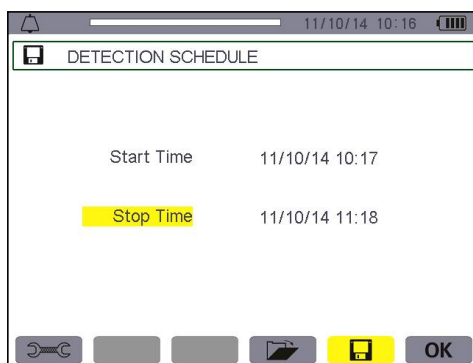 11/10/14 10:16
DETECTION SCHEDULE
Start Time 11/10/14 10:17
Stop Time 11/10/14 11:18
OK